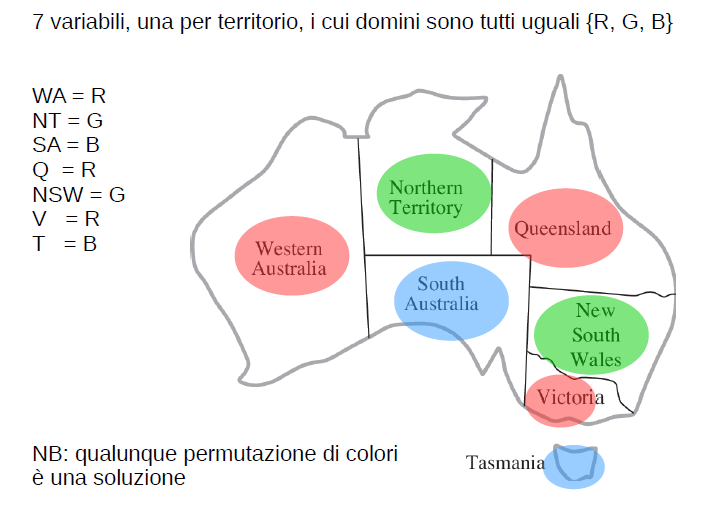 7 variabili, una per territorio, i cui domini sono tutti uguali {R, G, B}
WA = R
NT = G
SA = B
Q = R
NSW = G
V = R
T = B
Northern
Territory
Queensland
Western
Australia
South
Australia
New
South
Wales
Victoria
Tasmania
NB: qualunque permutazione di colori
è una soluzione